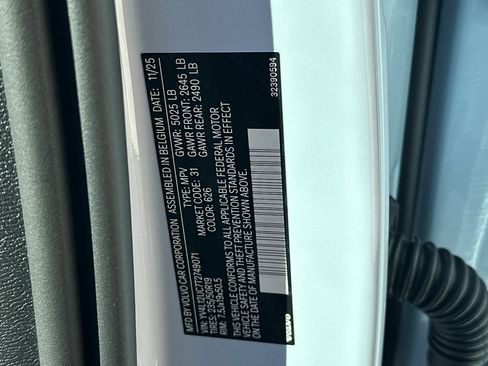 MFD BY VOLVO CAR CORPORATION ASSEMBLED IN BELGIUM DATE: 11/25
VIN: YV4L12UC7T2749071 TYPE: MPV GVWR: 5025 LB
TIRES: 235/50R19 MARKET CODE: 31 GAWR FRONT: 2645 LB
RIMS: 7.5Jx19x50.5 COLOR: 626 GAWR REAR: 2490 LB
THIS VEHICLE CONFORMS TO ALL APPLICABLE FEDERAL MOTOR
VEHICLE SAFETY AND THEFT PREVENTION STANDARDS IN EFFECT
ON THE DATE OF MANUFACTURE SHOWN ABOVE.
32390594
VOLVO